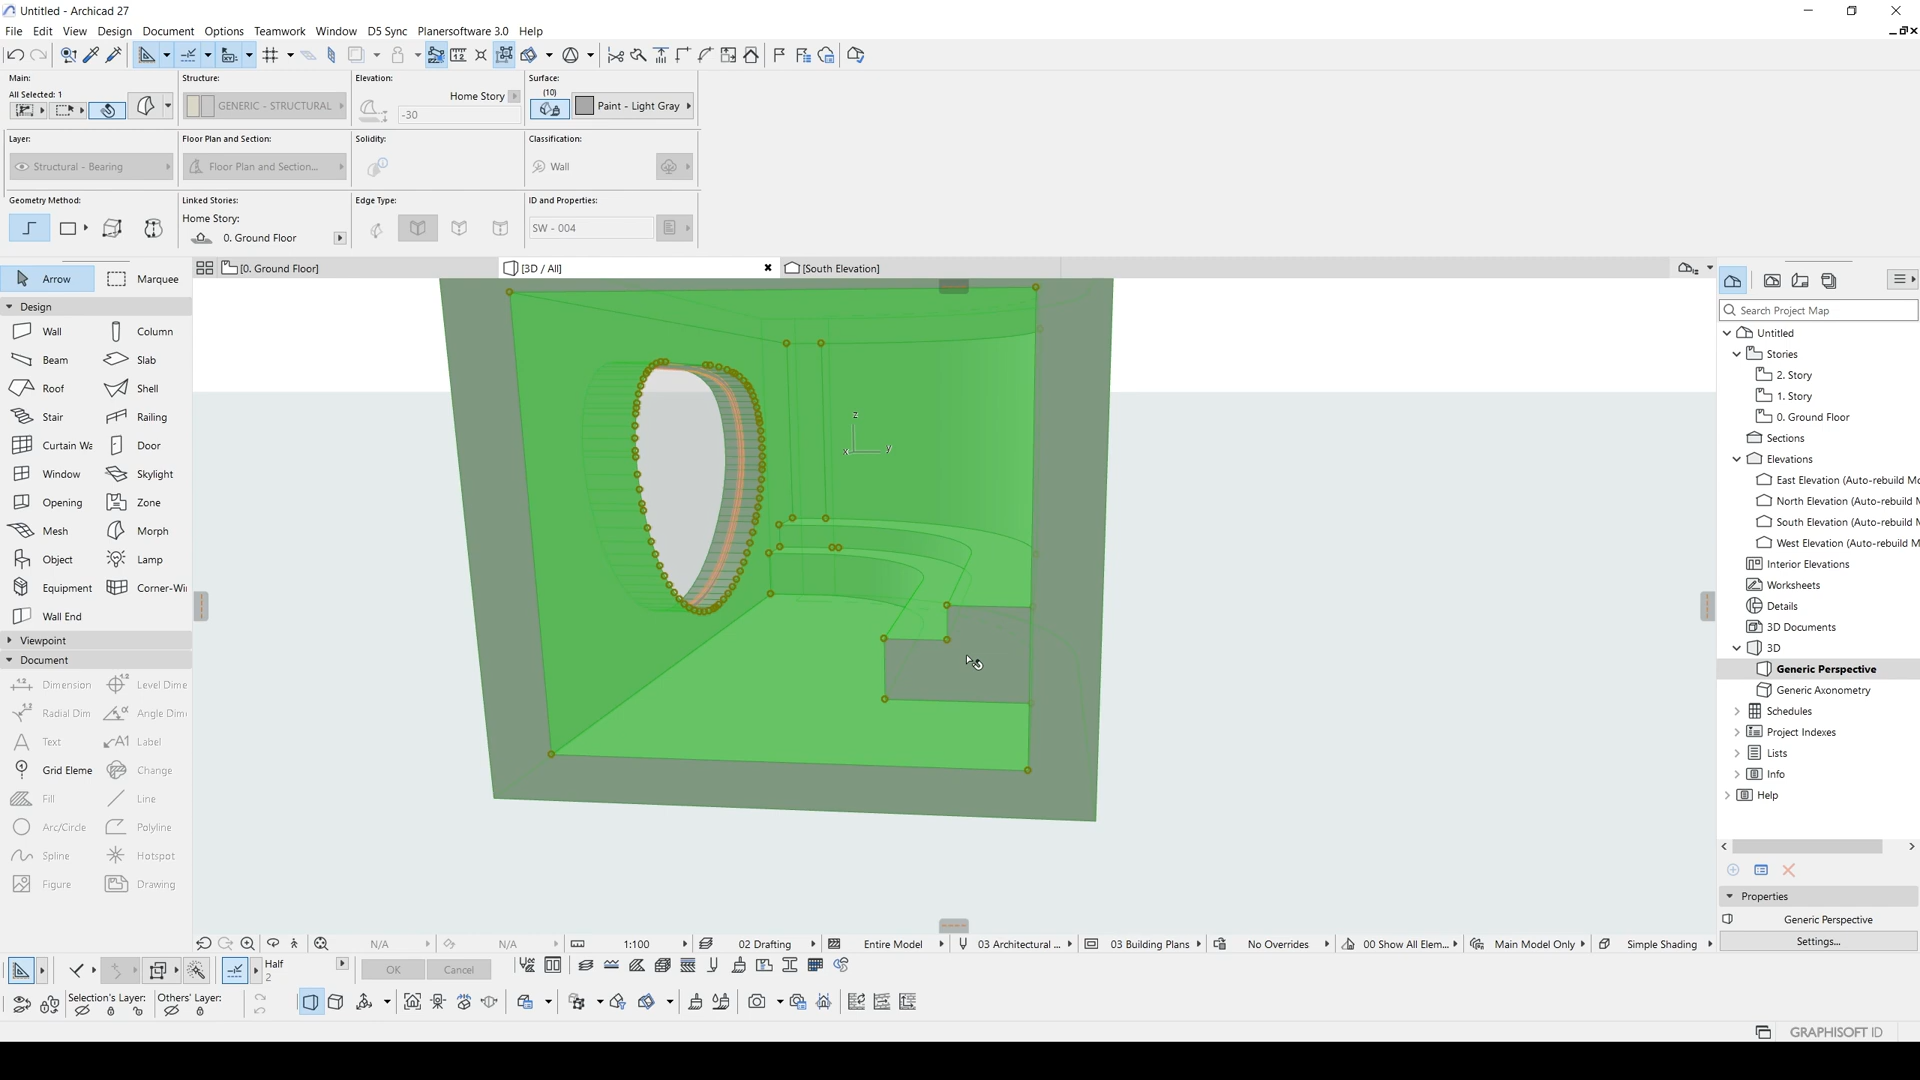 Untitled - Archicad 27
File Edit View Design Document Options Teamwork Window D5 Sync Planersoftware 3.0 Help
Main: Structure: Elevation: Surface:
All Selected: 1
GENERIC - STRUCTURAL
Home Story
-30
(10)
Paint - Light Gray
Layer: Floor Plan and Section: Solidity: Classification:
Structural - Bearing
Floor Plan and Section...
Wall
Geometry Method: Linked Stories: Edge Type: ID and Properties:
Home Story:
0. Ground Floor
SW - 004
Arrow Marquee
[0. Ground Floor] [3D / All] [South Elevation]
Design
Wall Column
Beam Slab
Roof Shell
Stair Railing
Curtain Wa Door
Window Skylight
Opening Zone
Mesh Morph
Object Lamp
Equipment Corner-Wi
Wall End
Viewpoint
Document
Dimension Level Dime
Radial Dim Angle Dim
Text Label
A1
Grid Eleme Change
Fill Line
Arc/Circle Polyline
Spline Hotspot
Figure Drawing
z
x y
Search Project Map
Untitled
Stories
2. Story
1. Story
0. Ground Floor
Sections
Elevations
East Elevation (Auto-rebuild Mo
North Elevation (Auto-rebuild
South Elevation (Auto-rebuild M
West Elevation (Auto-rebuild M
Interior Elevations
Worksheets
Details
3D Documents
3D
Generic Perspective
Generic Axonometry
Schedules
Project Indexes
Lists
Info
Help
Properties
Generic Perspective
Settings...
N/A N/A 1:100 02 Drafting Entire Model 03 Architectural ... 03 Building Plans No Overrides 00 Show All Elem... Main Model Only Simple Shading
Half
2
OK Cancel
Selection's Layer: Others' Layer:
GRAPHISOFT ID